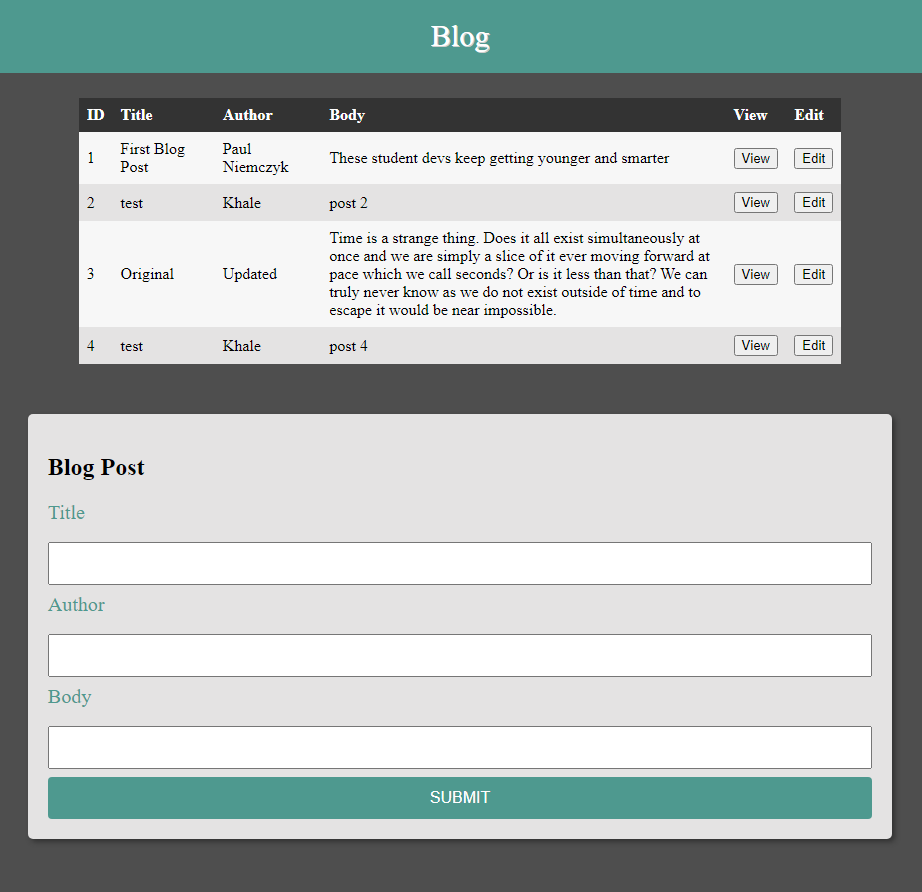 Blog
ID Title Author Body View Edit
1 First Blog Post Paul Niemczyk These student devs keep getting younger and smarter View Edit
2 test Khale post 2 View Edit
3 Original Updated Time is a strange thing. Does it all exist simultaneously at
once and we are simply a slice of it ever moving forward at
pace which we call seconds? Or is it less than that? We can
truly never know as we do not exist outside of time and to
escape it would be near impossible. View Edit
4 test Khale post 4 View Edit
Blog Post
Title
Author
Body
SUBMIT